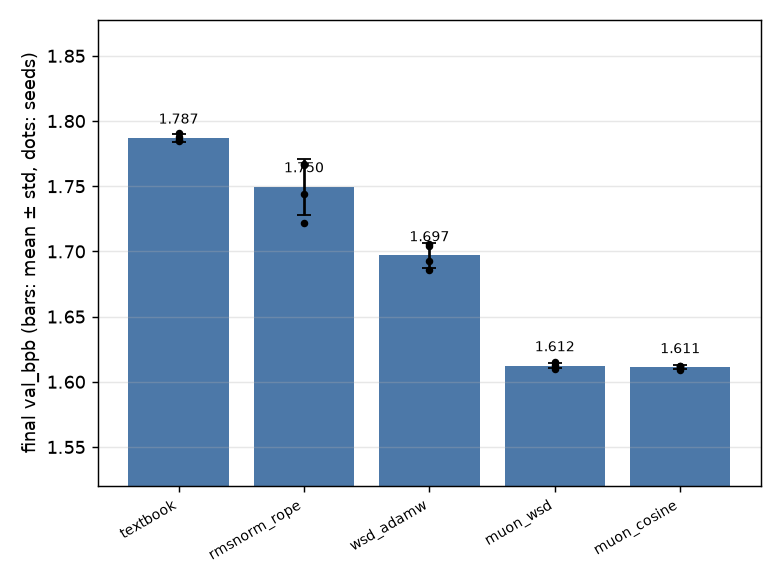 final val_bpb (bars: mean ± std, dots: seeds)
1.85
1.80
1.75
1.70
1.65
1.60
1.55
1.787
1.750
1.697
1.612
1.611
textbook
rmsnorm_rope
wsd_adamw
muon_wsd
muon_cosine